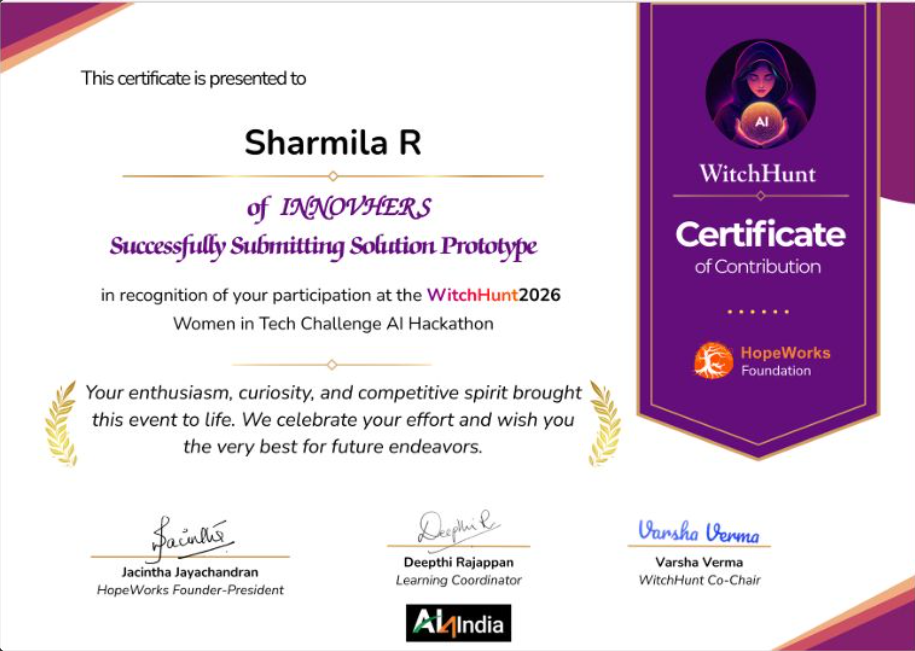 This certificate is presented to
Sharmila R
of INNOVHERS
Successfully Submitting Solution Prototype
in recognition of your participation at the WitchHunt2026
Women in Tech Challenge AI Hackathon
Your enthusiasm, curiosity, and competitive spirit brought
this event to life. We celebrate your effort and wish you
the very best for future endeavors.
Jacintha
Jacintha Jayachandran
HopeWorks Founder-President
Deepthi R
Deepthi Rajappan
Learning Coordinator
Varsha Verma
Varsha Verma
WitchHunt Co-Chair
AI4India
AI
WitchHunt
Certificate
of Contribution
HopeWorks
Foundation